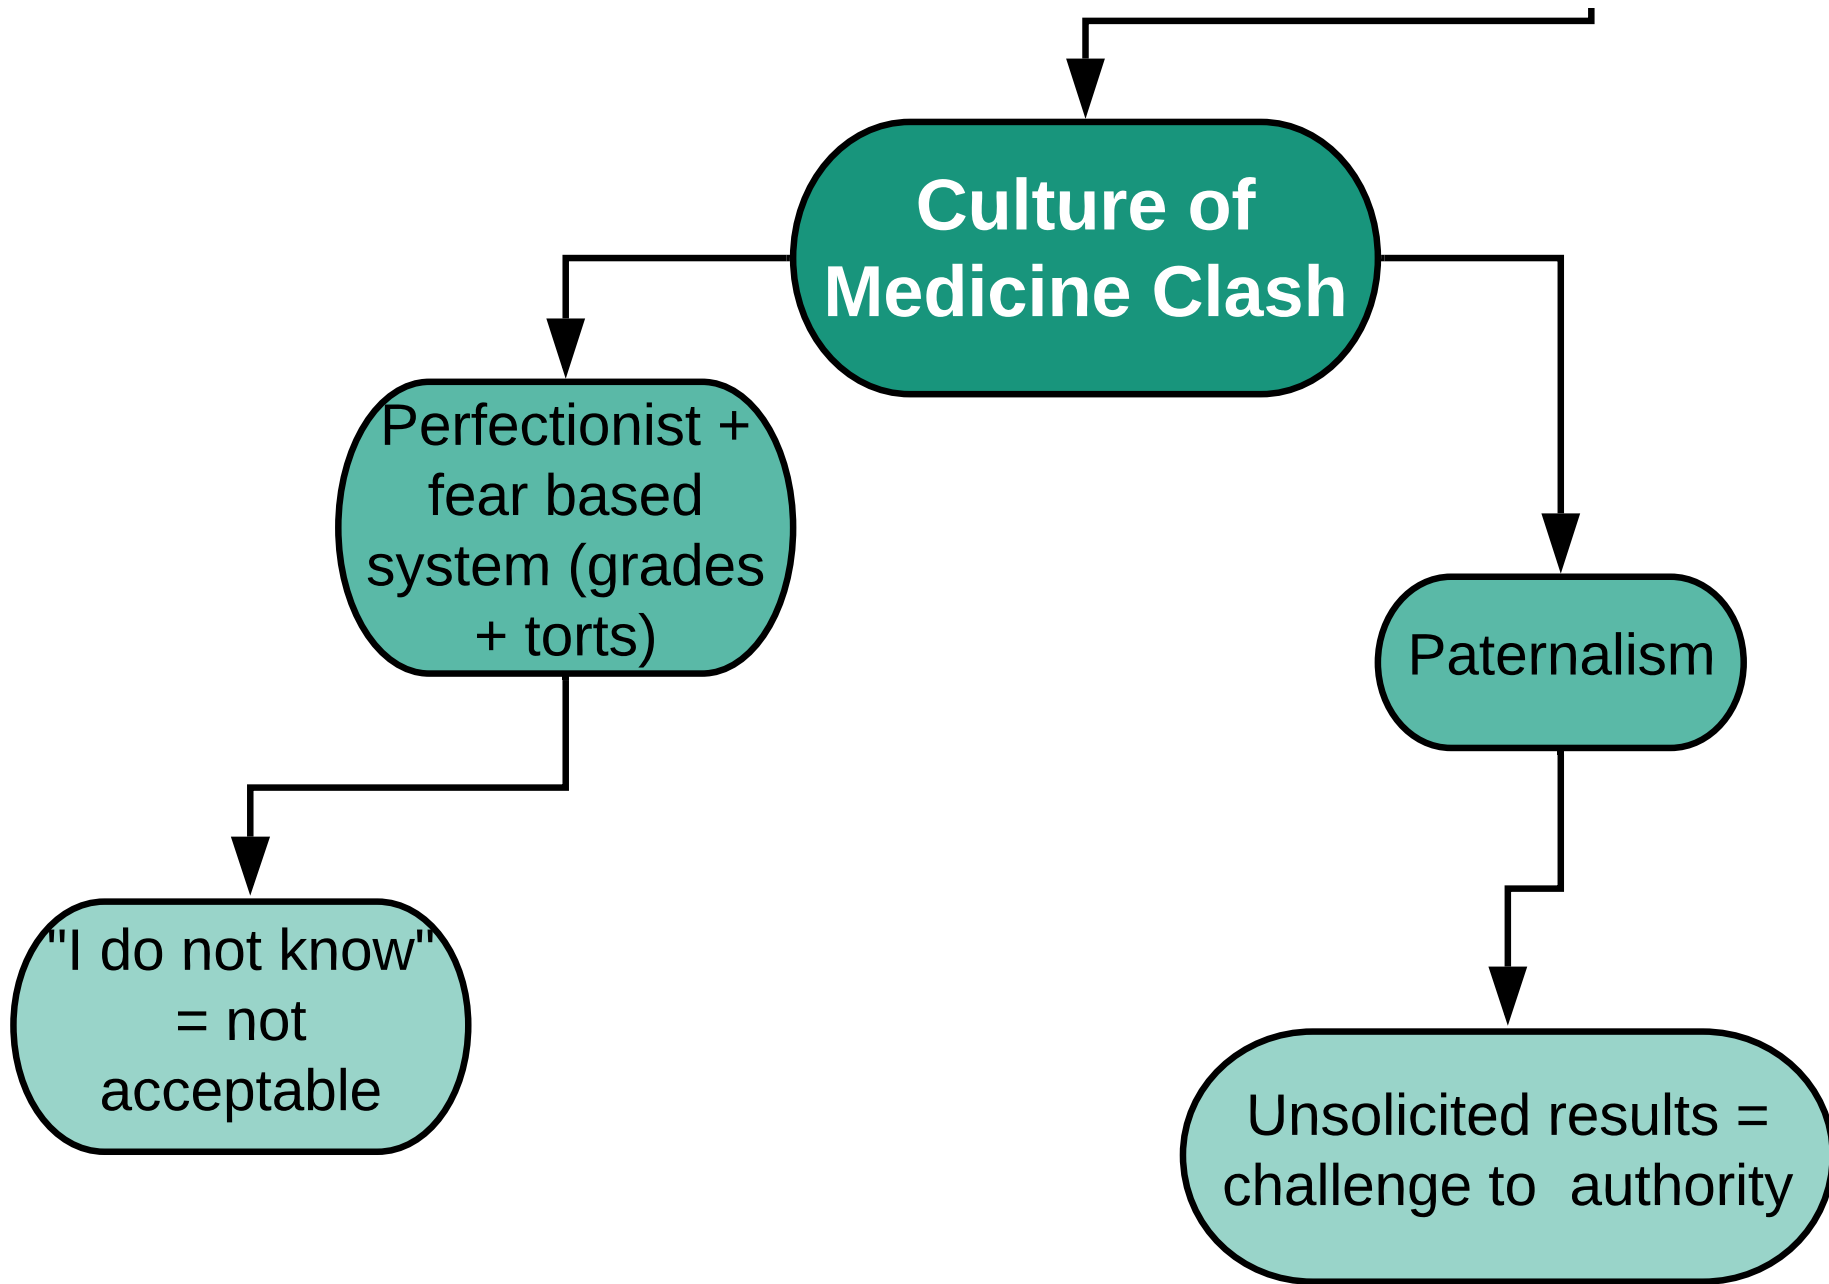 Culture of
Medicine Clash
Perfectionist +
fear based
system (grades
+ torts)
Paternalism
"I do not know"
= not
acceptable
Unsolicited results =
challenge to  authority